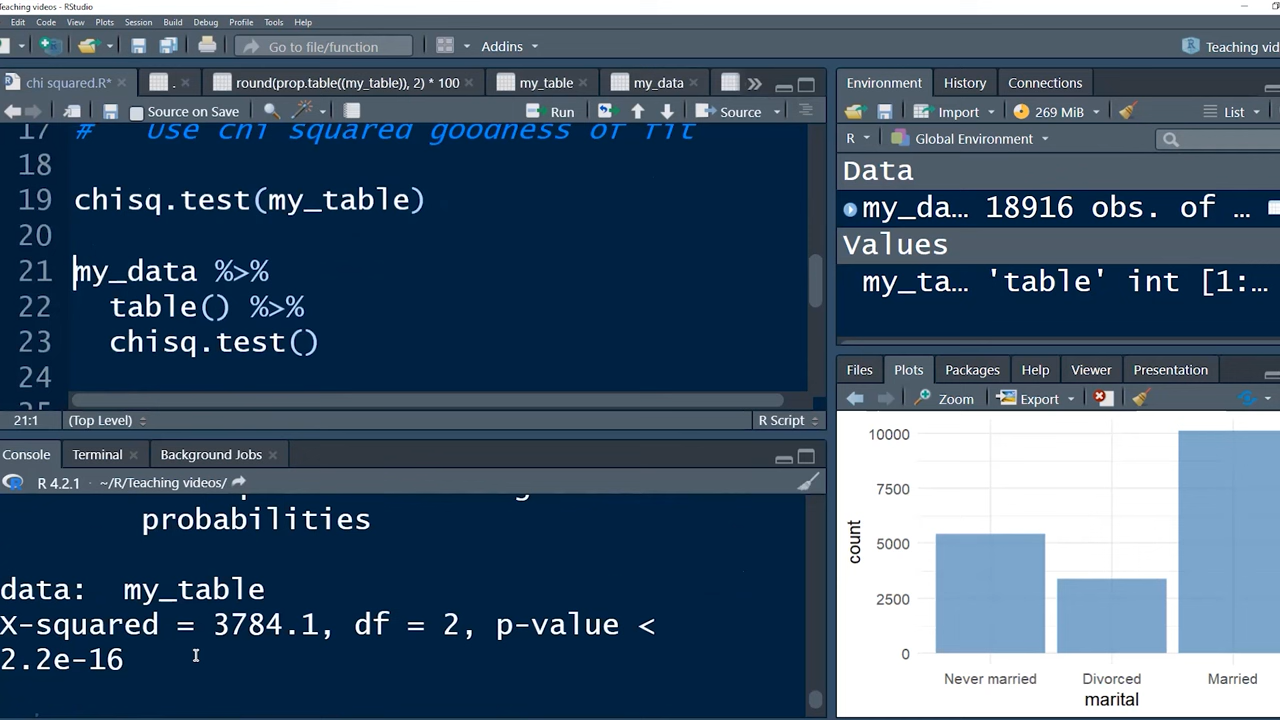 Teaching videos - RStudio
Edit Code View Plots Session Build Debug Profile Tools Help
Go to file/function Addins Teaching vid
chi squared.R* . round(prop.table((my_table)), 2) * 100 my_table my_data
Source on Save Run Source
17 # Use chi squared goodness of fit
18
19 chisq.test(my_table)
20
21 my_data %>%
22 table() %>%
23 chisq.test()
24
21:1 (Top Level) R Script
Console Terminal Background Jobs
R 4.2.1 · ~/R/Teaching videos/
probabilities
data: my_table
X-squared = 3784.1, df = 2, p-value <
2.2e-16
Environment History Connections
Import 269 MiB List
R Global Environment
Data
my_da… 18916 obs. of …
Values
my_ta… 'table' int [1:…
Files Plots Packages Help Viewer Presentation
Zoom Export
10000
7500
5000
2500
0
count
Never married Divorced Married
marital